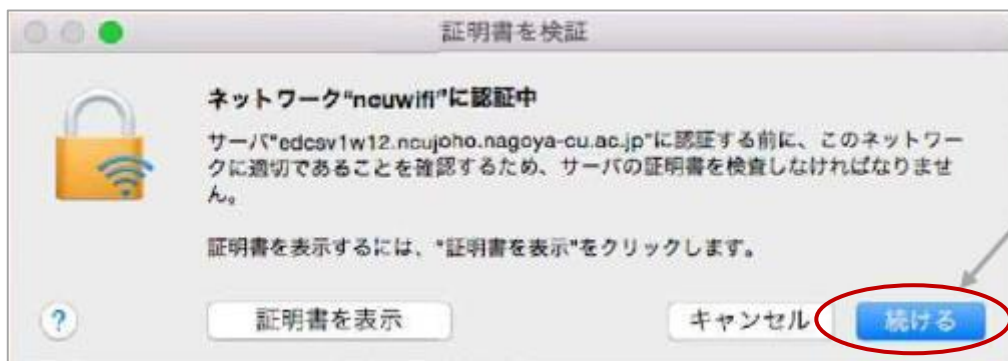 証明書を検証
ネットワーク“ncuwifi”に認証中
サーバ“edcsv1w12.ncujoho.nagoya-cu.ac.jp”に認証する前に、このネットワー
クに適切であることを確認するため、サーバの証明書を検査しなければなりませ
ん。
証明書を表示するには、“証明書を表示”をクリックします。
?
証明書を表示
キャンセル
続ける